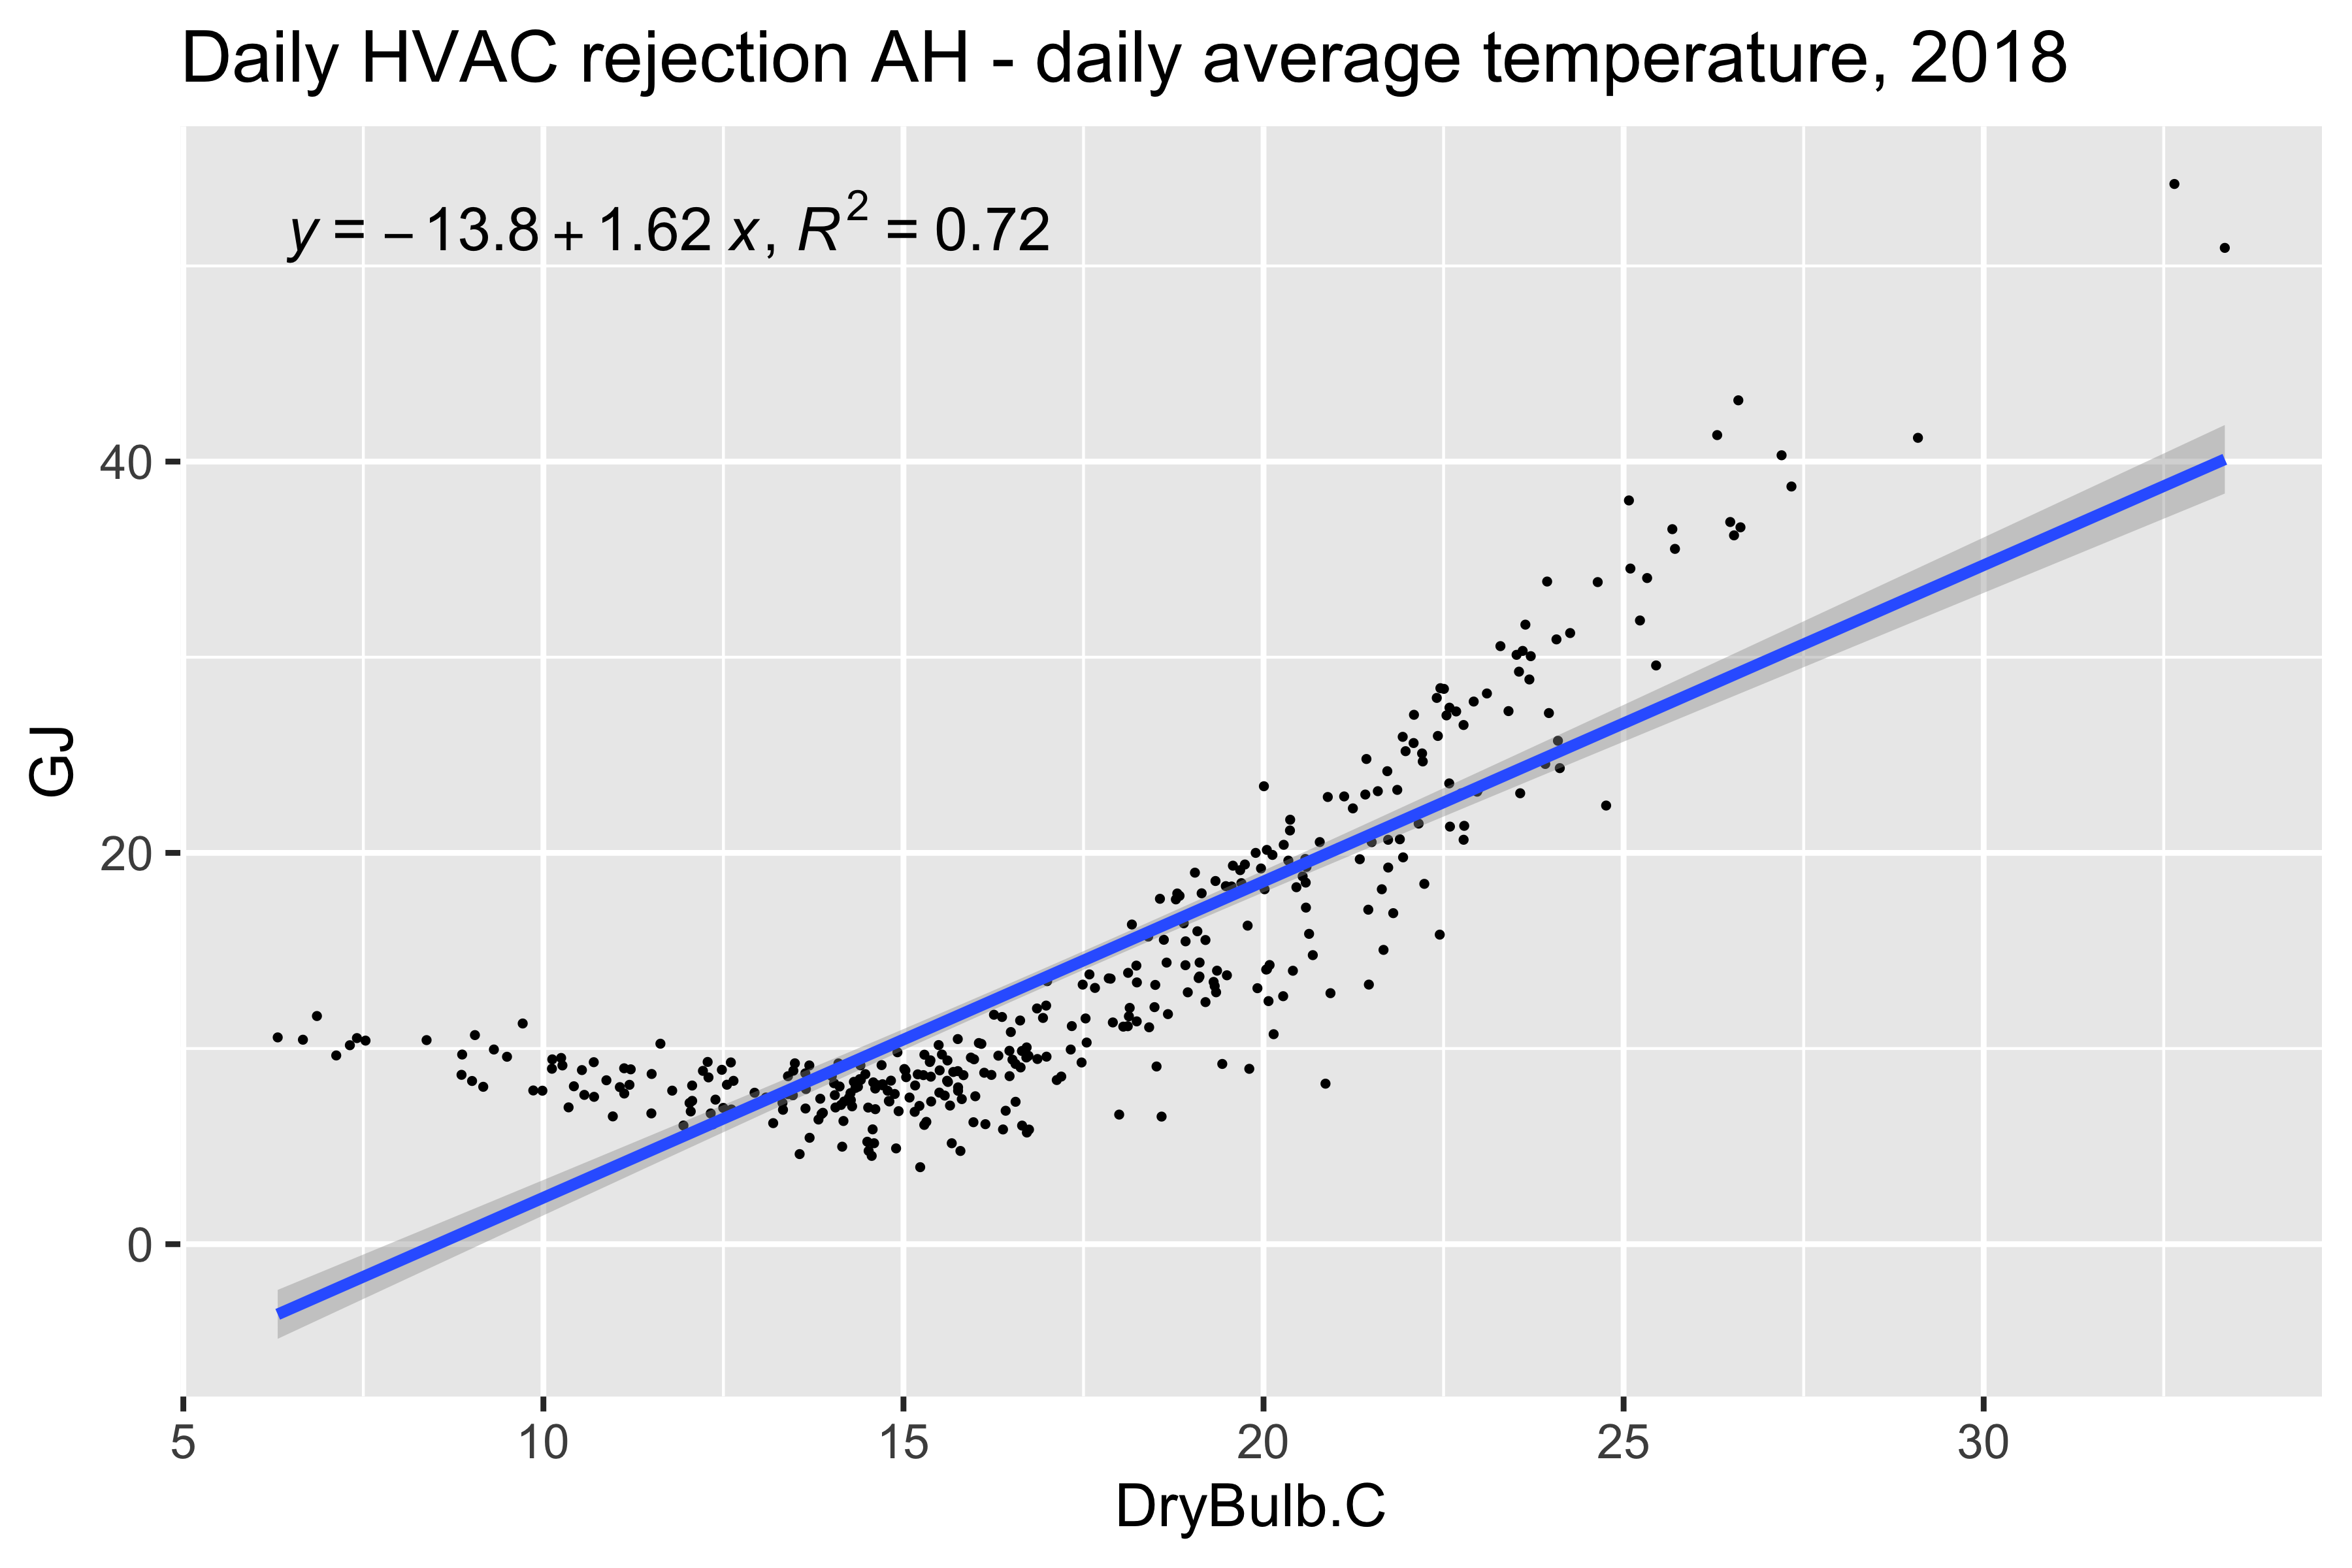 Daily HVAC rejection AH - daily average temperature, 2018
y = – 13.8 + 1.62 x, R² = 0.72
GJ
40
20
0
5 10 15 20 25 30
DryBulb.C